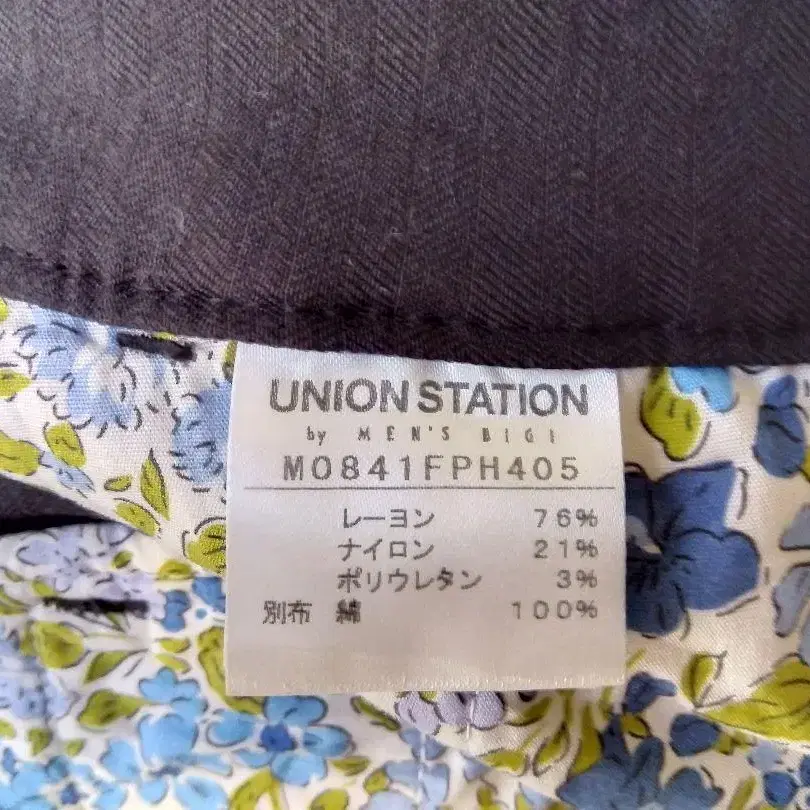 UNION STATION
by MEN'S BIGI
M0841FPH405
レーヨン 76%
ナイロン 21%
ポリウレタン 3%
別布 綿 100%